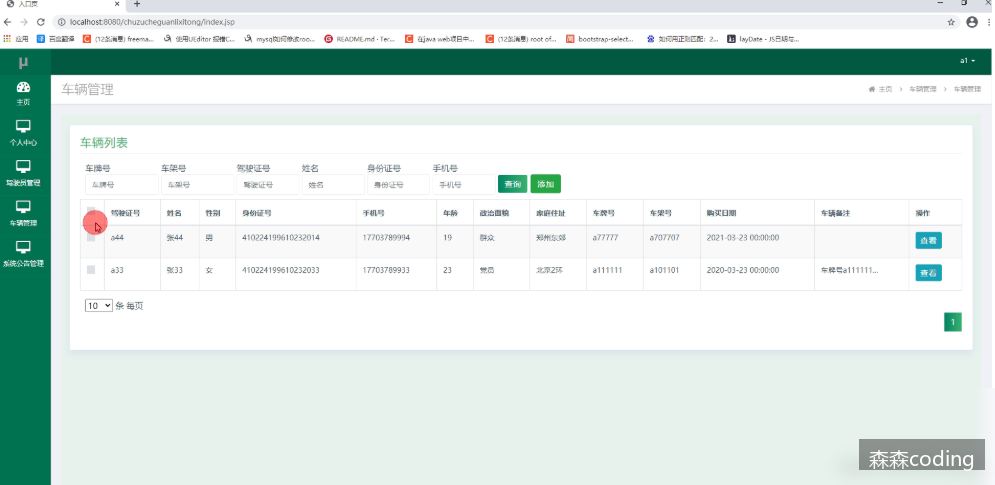 入口页
localhost:8080/chuzucheguanlixitong/index.jsp
应用 百度翻译 (12条消息) freema... 使用UEditor 报错C... mysql如何修改roo... README.md · Ter... 在java web项目中... (12条消息) root of... bootstrap-select... 如何用正则匹配：2... layDate - JS日期与...
μ a1
主页
个人中心
驾驶员管理
车辆管理
系统公告管理
车辆管理 主页 > 车辆管理 > 车辆管理
车辆列表
车牌号 车架号 驾驶证号 姓名 身份证号 手机号
车牌号 车架号 驾驶证号 姓名 身份证号 手机号 查询 添加
驾驶证号 姓名 性别 身份证号 手机号 年龄 政治面貌 家庭住址 车牌号 车架号 购买日期 车辆备注 操作
a44 张44 男 410224199610232014 17703789994 19 群众 郑州东郊 a77777 a707707 2021-03-23 00:00:00 查看
a33 张33 女 410224199610232033 17703789933 23 党员 北京2环 a111111 a101101 2020-03-23 00:00:00 车牌号a111111... 查看
10 条 每页
1
森森coding